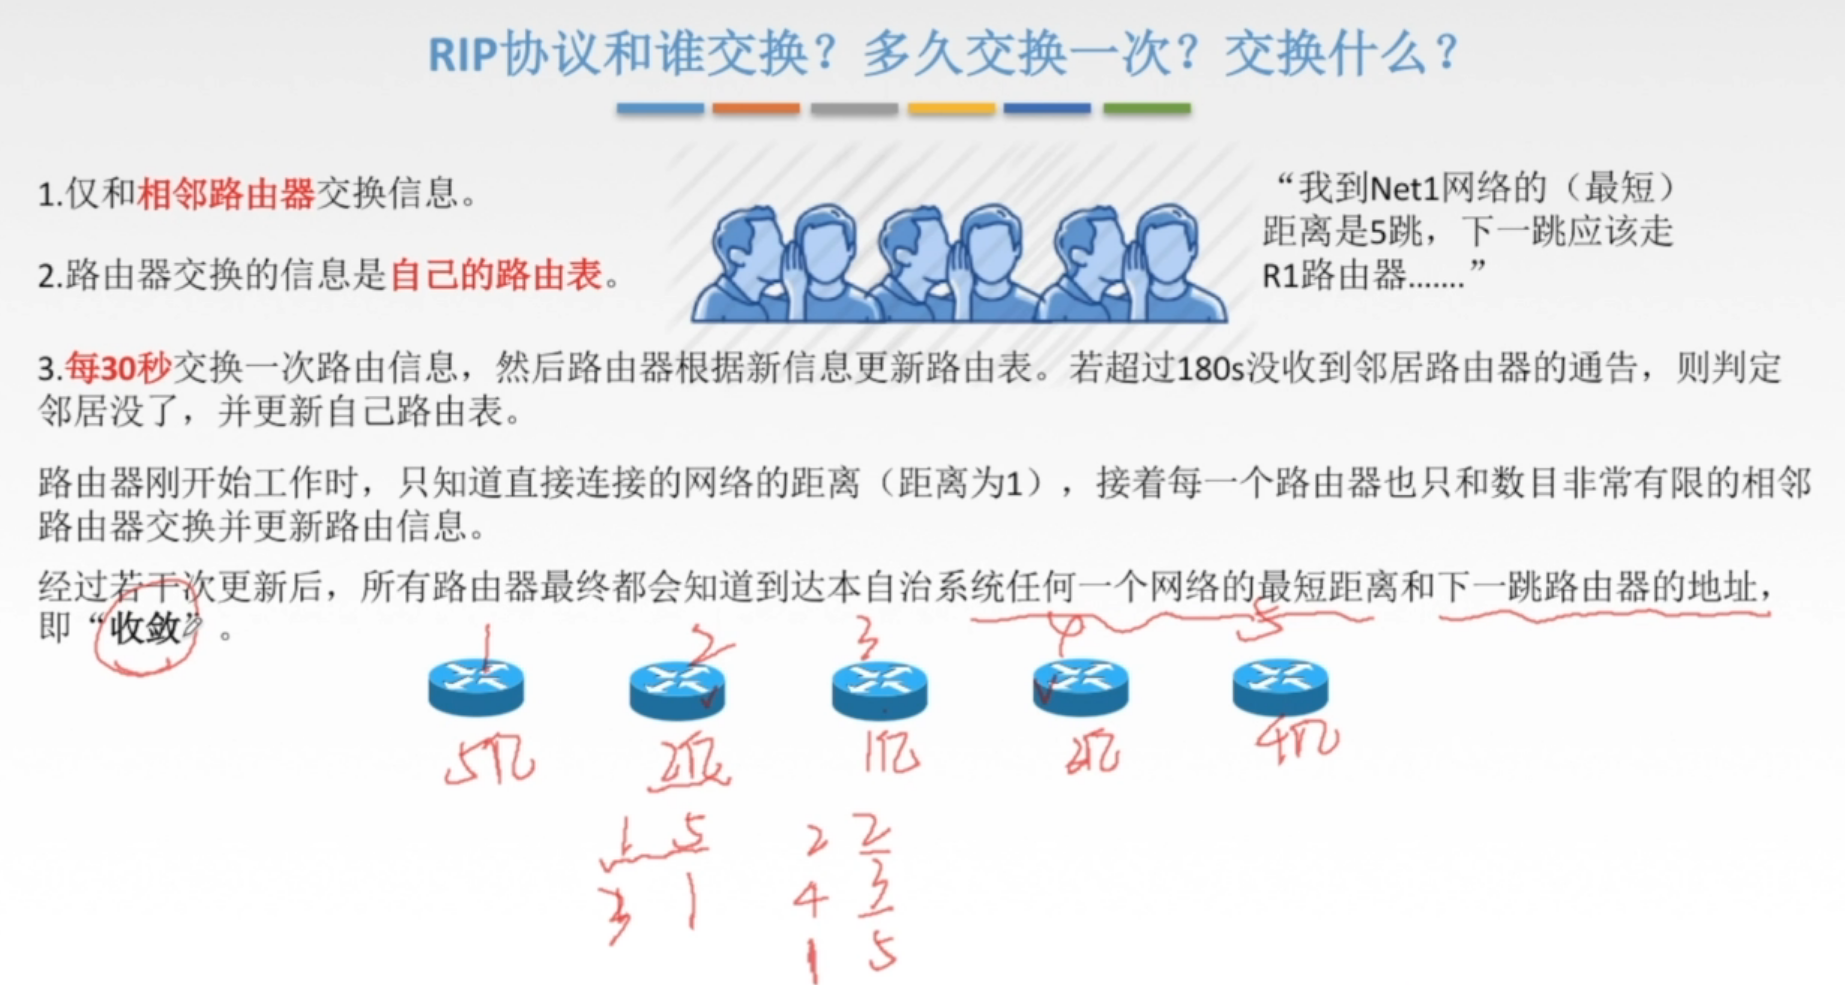 RIP协议和谁交换？多久交换一次？交换什么？
1.仅和相邻路由器交换信息。
2.路由器交换的信息是自己的路由表。
“我到Net1网络的（最短）
距离是5跳，下一跳应该走
R1路由器.......”
3.每30秒交换一次路由信息，然后路由器根据新信息更新路由表。若超过180s没收到邻居路由器的通告，则判定
邻居没了，并更新自己路由表。
路由器刚开始工作时，只知道直接连接的网络的距离（距离为1），接着每一个路由器也只和数目非常有限的相邻
路由器交换并更新路由信息。
经过若干次更新后，所有路由器最终都会知道到达本自治系统任何一个网络的最短距离和下一跳路由器的地址，
即“收敛”。
1 2 3 4 5
5亿 2亿 1亿 2亿 4亿
1 5 2 2
3 1 4 3
1 5